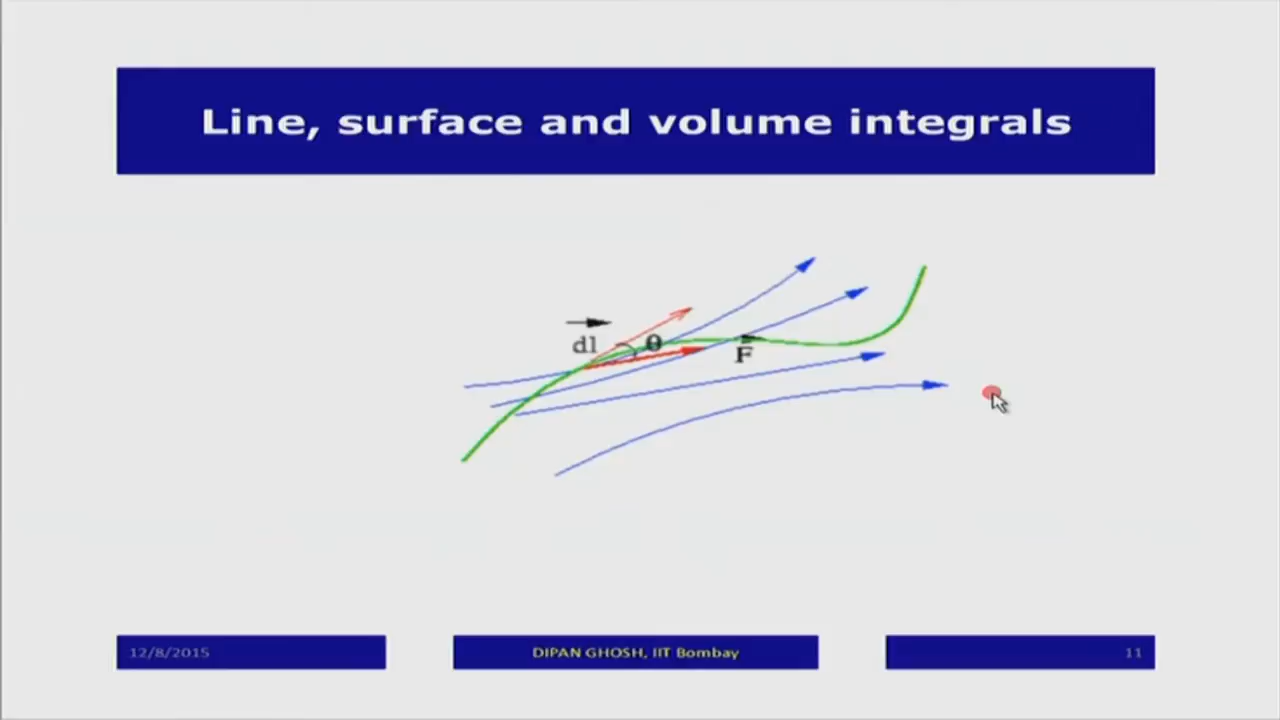 Line, surface and volume integrals
dl
θ
F
12/8/2015
DIPAN GHOSH, IIT Bombay
11